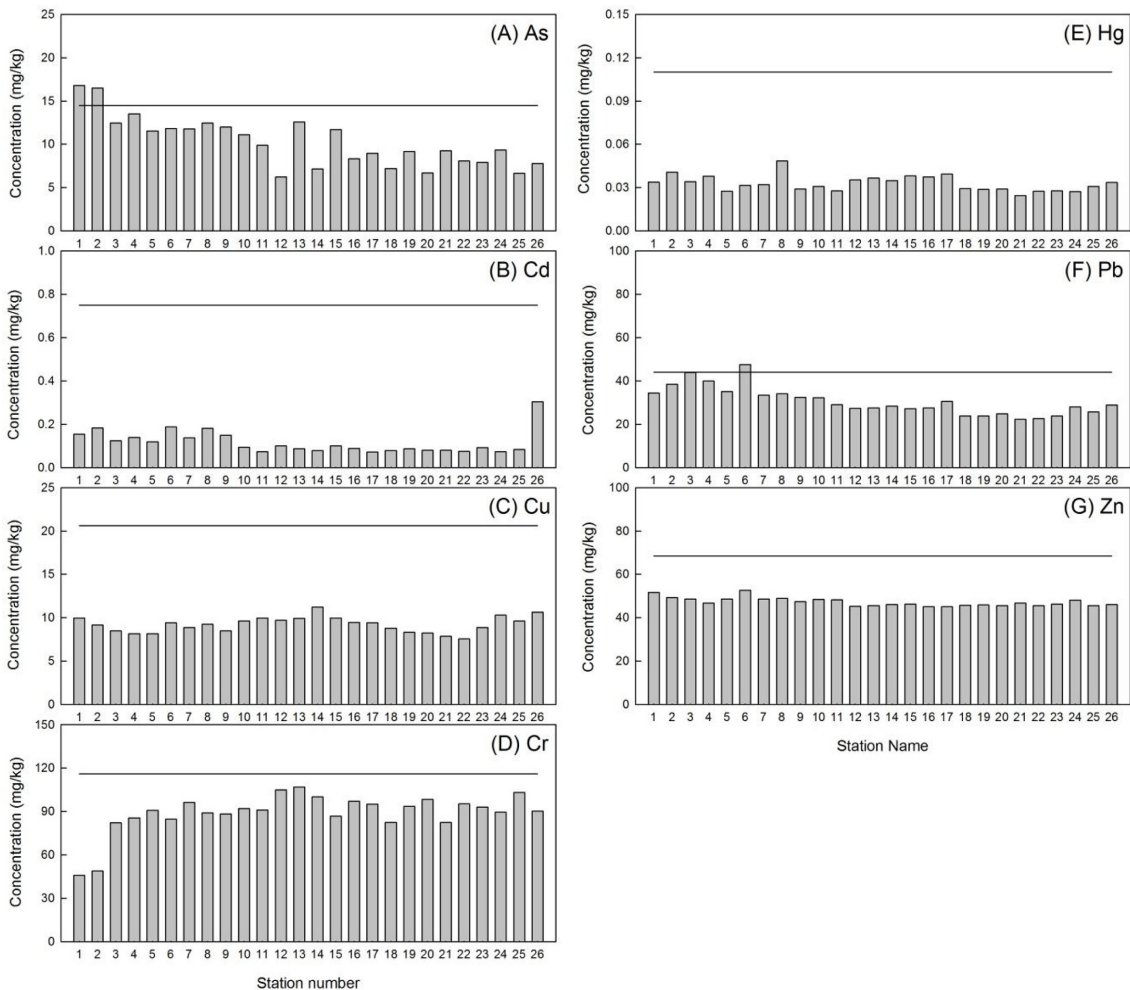 (A) As
Concentration (mg/kg)
25
20
15
10
5
0
1 2 3 4 5 6 7 8 9 10 11 12 13 14 15 16 17 18 19 20 21 22 23 24 25 26
(B) Cd
Concentration (mg/kg)
1.0
0.8
0.6
0.4
0.2
0.0
1 2 3 4 5 6 7 8 9 10 11 12 13 14 15 16 17 18 19 20 21 22 23 24 25 26
(C) Cu
Concentration (mg/kg)
25
20
15
10
5
0
1 2 3 4 5 6 7 8 9 10 11 12 13 14 15 16 17 18 19 20 21 22 23 24 25 26
(D) Cr
Concentration (mg/kg)
150
120
90
60
30
0
1 2 3 4 5 6 7 8 9 10 11 12 13 14 15 16 17 18 19 20 21 22 23 24 25 26
Station number
(E) Hg
Concentration (mg/kg)
0.15
0.12
0.09
0.06
0.03
0.00
1 2 3 4 5 6 7 8 9 10 11 12 13 14 15 16 17 18 19 20 21 22 23 24 25 26
(F) Pb
Concentration (mg/kg)
100
80
60
40
20
0
1 2 3 4 5 6 7 8 9 10 11 12 13 14 15 16 17 18 19 20 21 22 23 24 25 26
(G) Zn
Concentration (mg/kg)
100
80
60
40
20
0
1 2 3 4 5 6 7 8 9 10 11 12 13 14 15 16 17 18 19 20 21 22 23 24 25 26
Station Name